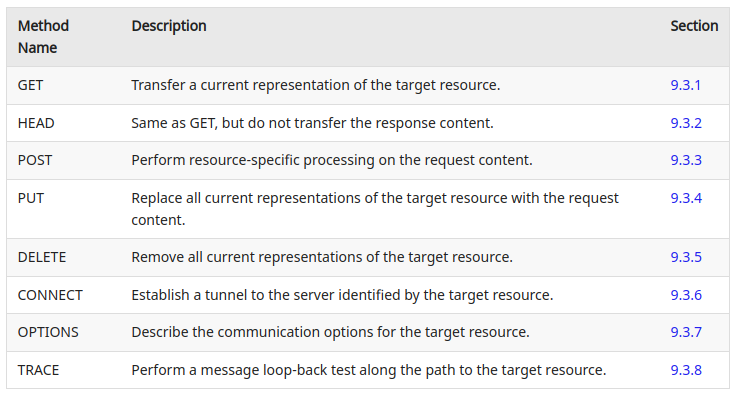 Method Name Description Section
GET Transfer a current representation of the target resource. 9.3.1
HEAD Same as GET, but do not transfer the response content. 9.3.2
POST Perform resource-specific processing on the request content. 9.3.3
PUT Replace all current representations of the target resource with the request content. 9.3.4
DELETE Remove all current representations of the target resource. 9.3.5
CONNECT Establish a tunnel to the server identified by the target resource. 9.3.6
OPTIONS Describe the communication options for the target resource. 9.3.7
TRACE Perform a message loop-back test along the path to the target resource. 9.3.8